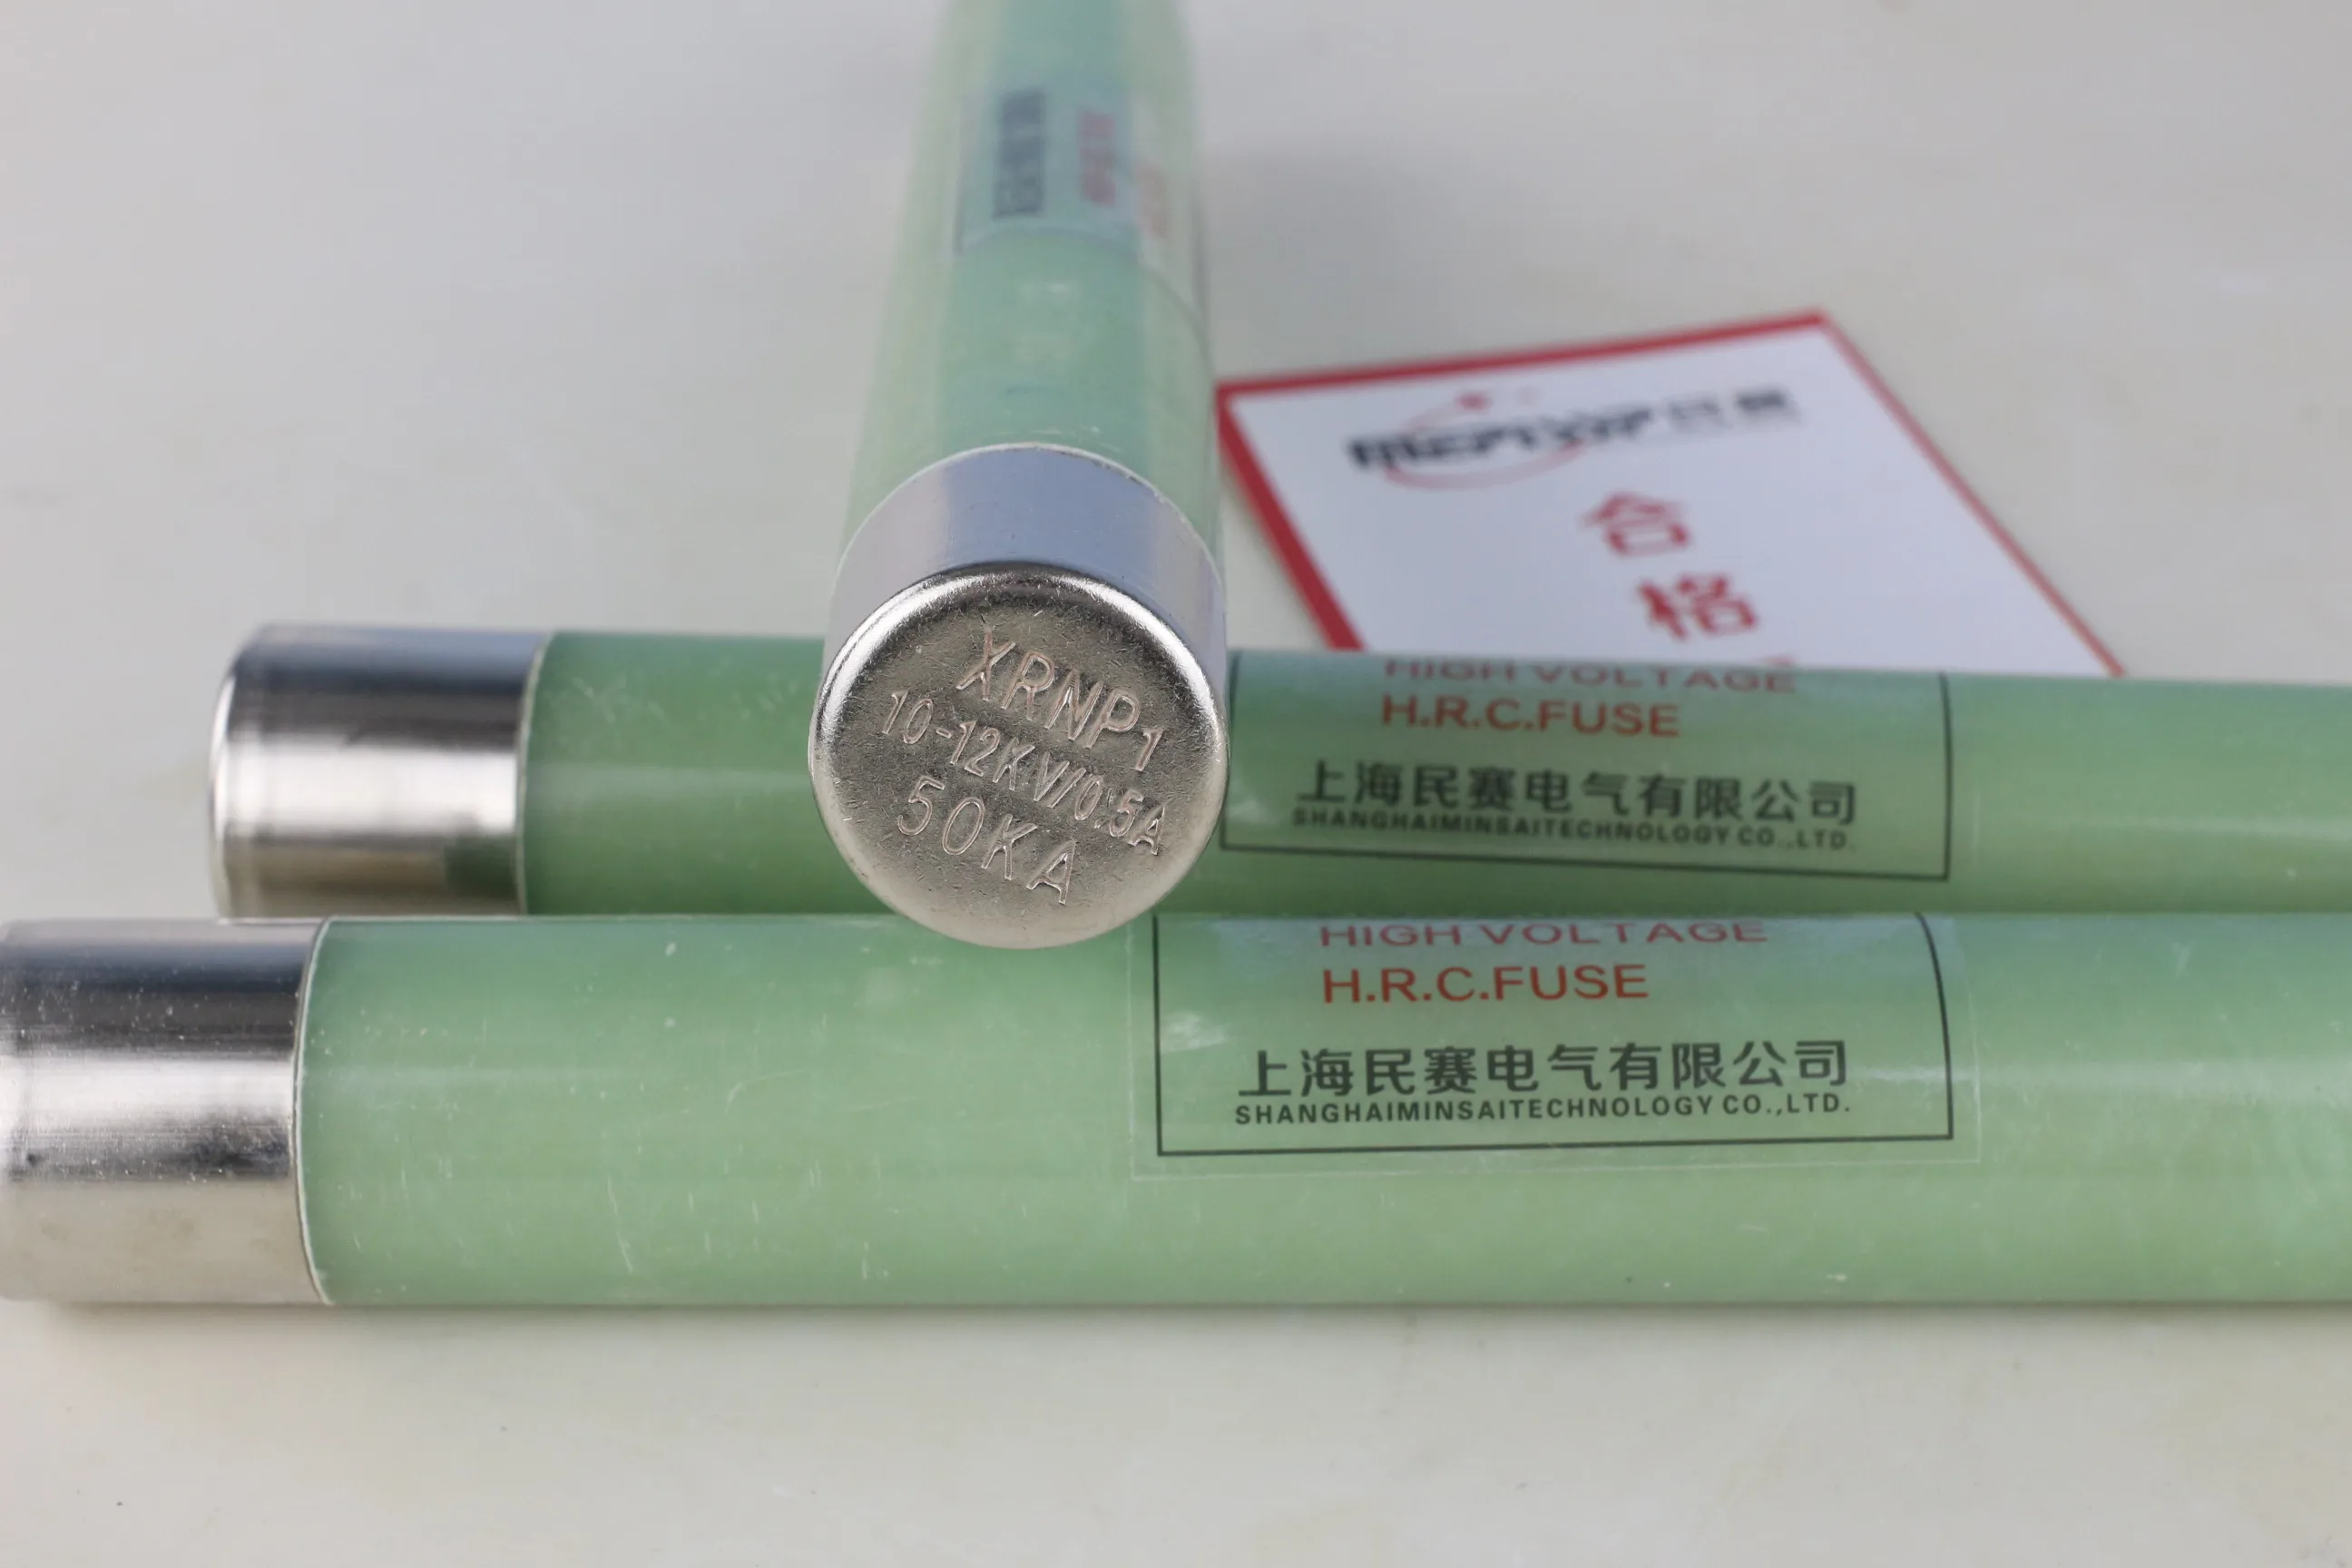 合
格
XRNP1
10-12KV/0.5A
50KA
HIGH VOLTAGE
H.R.C.FUSE
上海民赛电气有限公司
SHANGHAIMINSAITECHNOLOGY CO.,LTD.
HIGH VOLTAGE
H.R.C.FUSE
上海民赛电气有限公司
SHANGHAIMINSAITECHNOLOGY CO.,LTD.